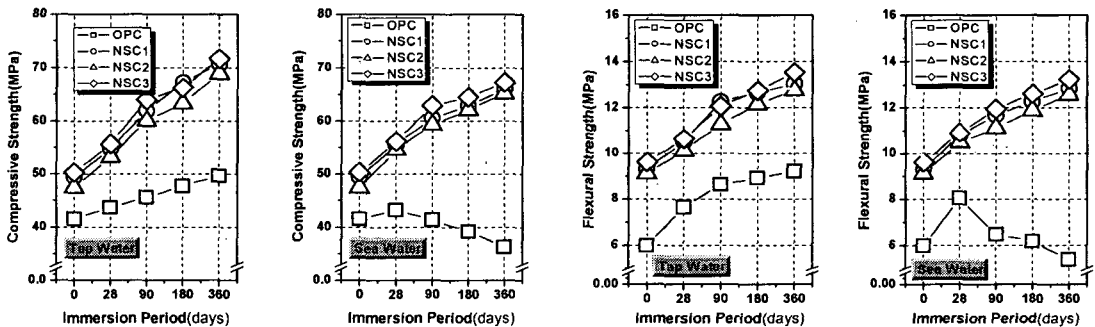 Compressive Strength(MPa)
80
70
60
50
40
0.0
OPC
NSC1
NSC2
NSC3
Tap Water
0 28 90 180 360
Immersion Period(days)
Compressive Strength(MPa)
80
70
60
50
40
0.0
OPC
NSC1
NSC2
NSC3
Sea Water
0 28 90 180 360
Immersion Period(days)
Flexural Strength(MPa)
16
14
12
10
8
6
0.00
OPC
NSC1
NSC2
NSC3
Tap Water
0 28 90 180 360
Immersion Period(days)
Flexural Strength(MPa)
16
14
12
10
8
6
0.00
OPC
NSC1
NSC2
NSC3
Sea Water
0 28 90 180 360
Immersion Period(days)